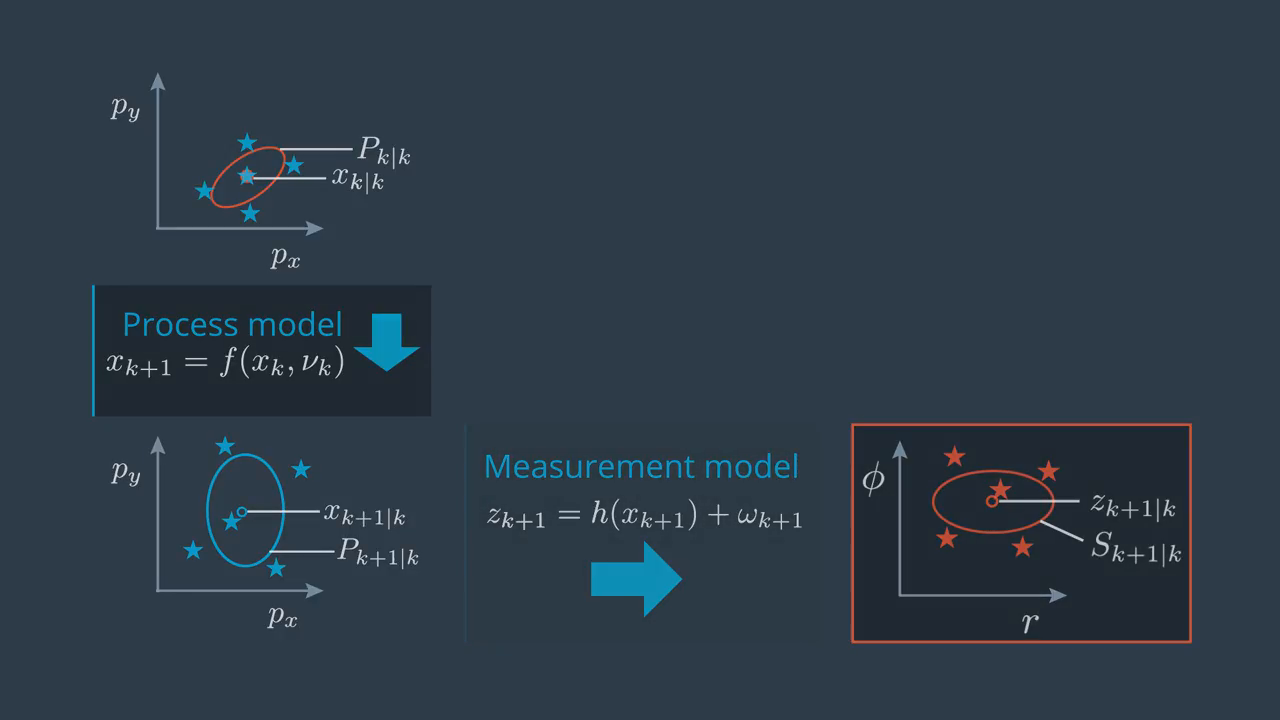 p_y
P_{k|k}
x_{k|k}
p_x
Process model
x_{k+1} = f(x_k, ν_k)
p_y
x_{k+1|k}
P_{k+1|k}
p_x
Measurement model
z_{k+1} = h(x_{k+1}) + ω_{k+1}
ϕ
z_{k+1|k}
S_{k+1|k}
r